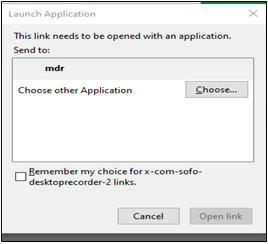 Launch Application
This link needs to be opened with an application.
Send to:
mdr
Choose other Application
Choose...
Remember my choice for x-com-sofo-
desktoprecorder-2 links.
Cancel
Open link